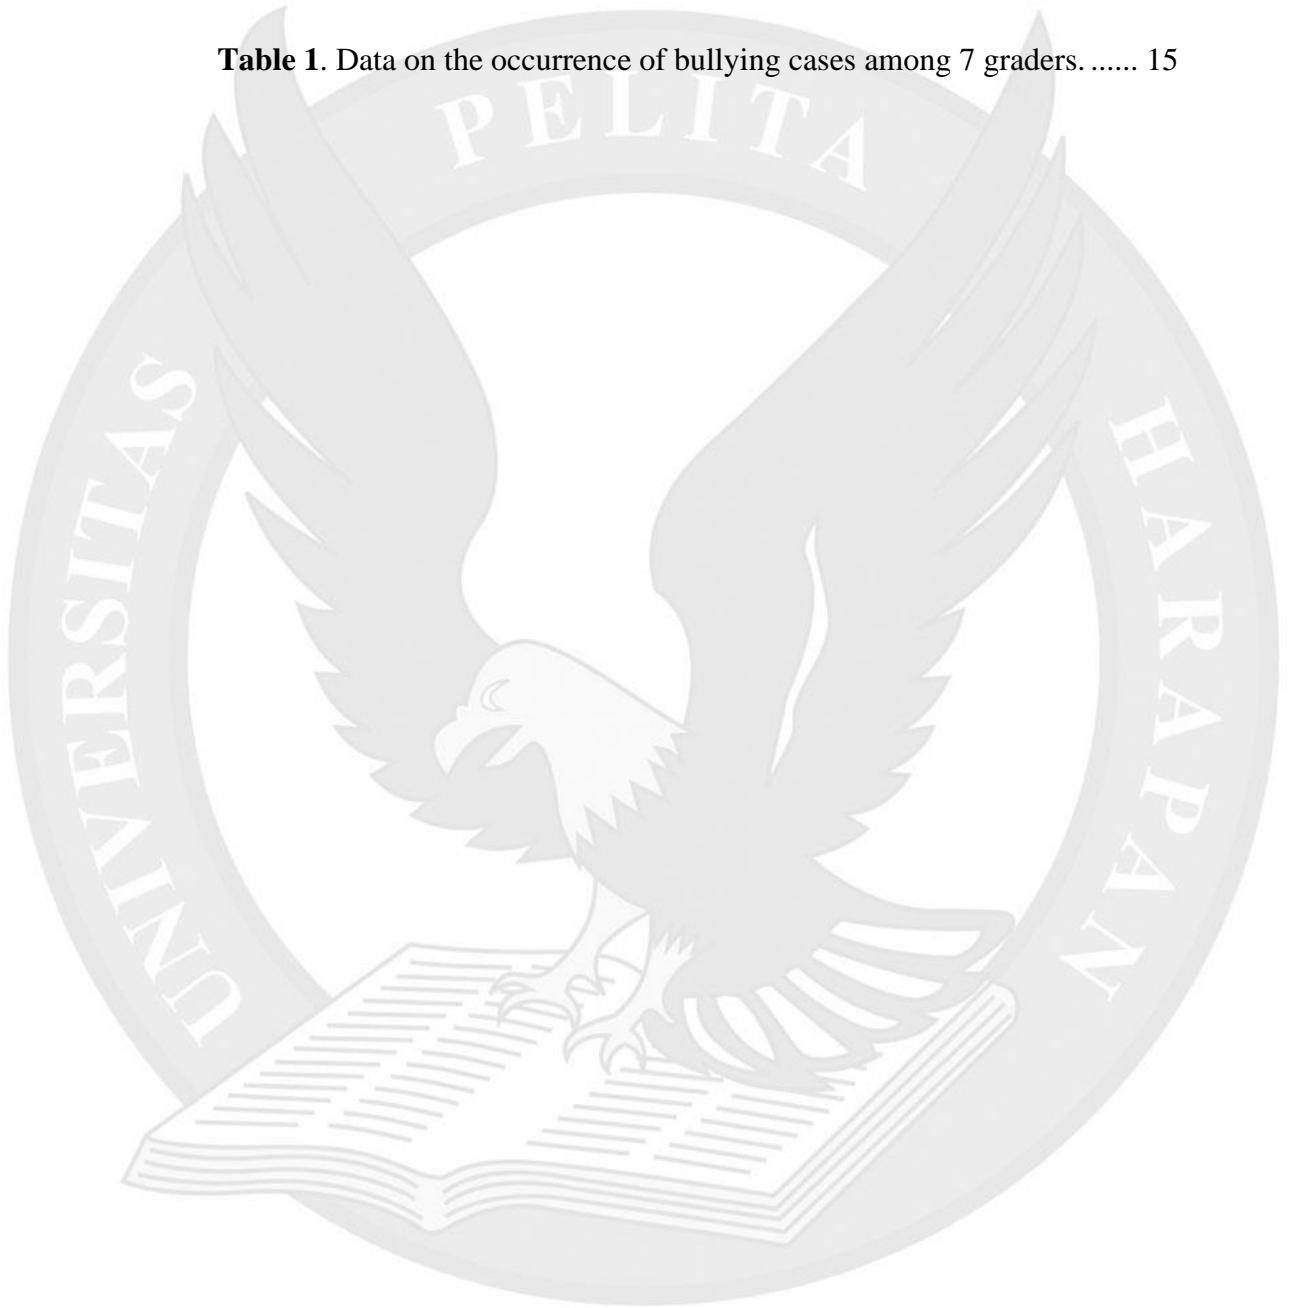 Table 1. Data on the occurrence of bullying cases among 7 graders. ...... 15
UNIVERSITAS PELITA HARAPAN